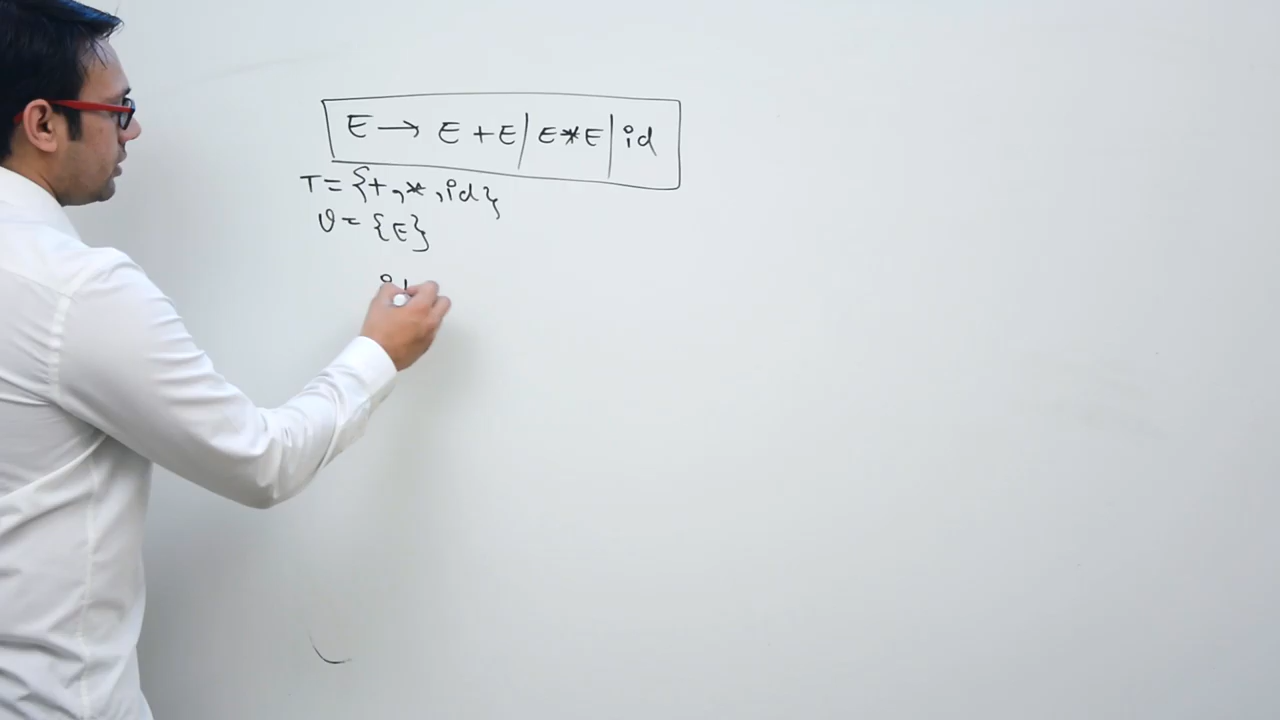 E → E + E | E * E | id
T = {+, *, id}
V = {E}